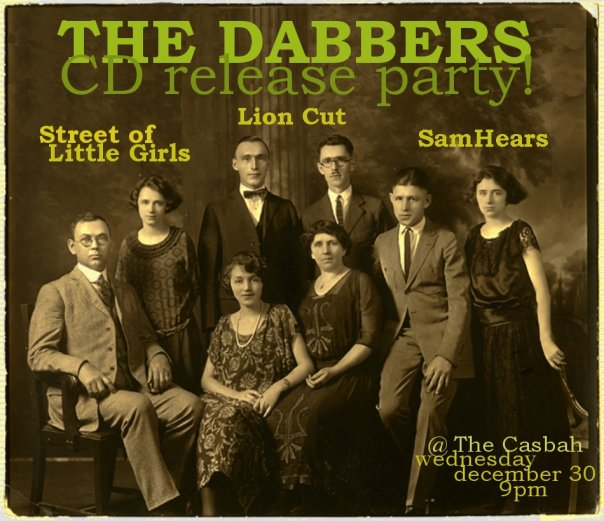 THE DABBERS
CD release party!
Lion Cut
Street of
Little Girls
SamHears
@ The Casbah
wednesday
december 30
9pm